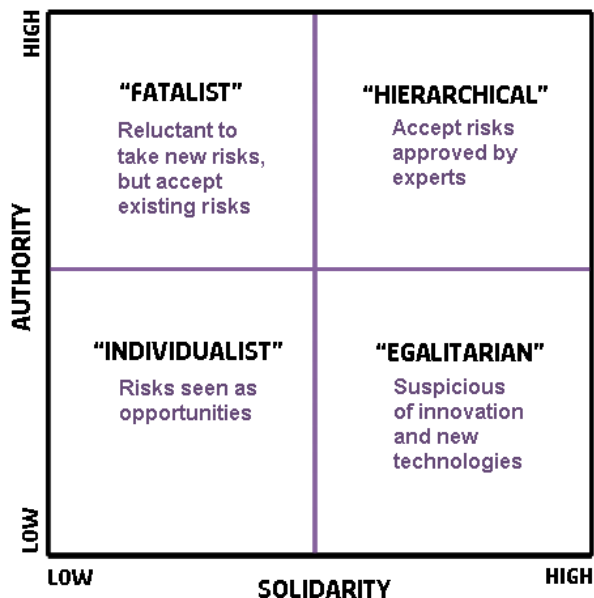 HIGH
“FATALIST”
Reluctant to
take new risks,
but accept
existing risks
“HIERARCHICAL”
Accept risks
approved by
experts
AUTHORITY
“INDIVIDUALIST”
Risks seen as
opportunities
“EGALITARIAN”
Suspicious
of innovation
and new
technologies
LOW
LOW
SOLIDARITY
HIGH